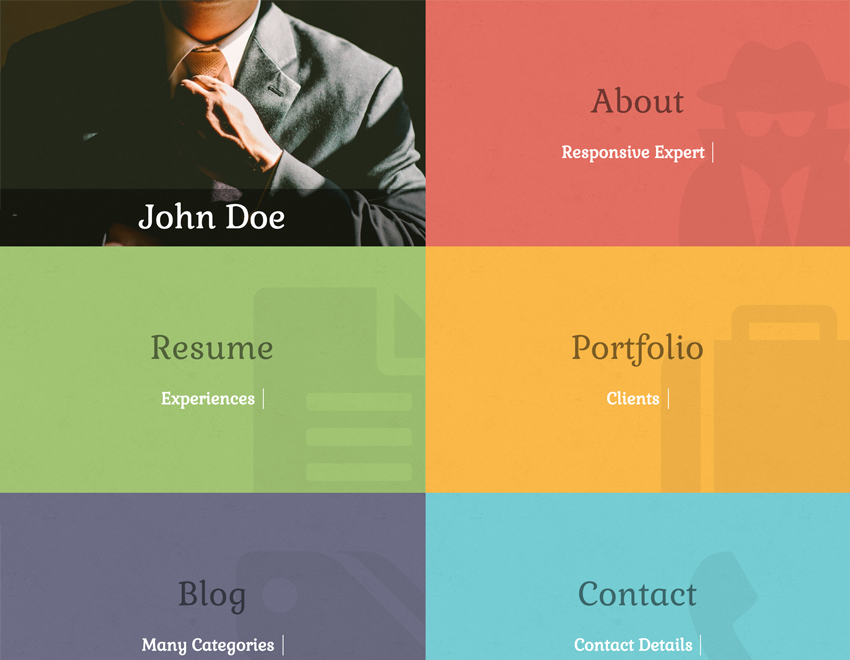 John Doe
About
Responsive Expert
Resume
Experiences
Portfolio
Clients
Blog
Many Categories
Contact
Contact Details